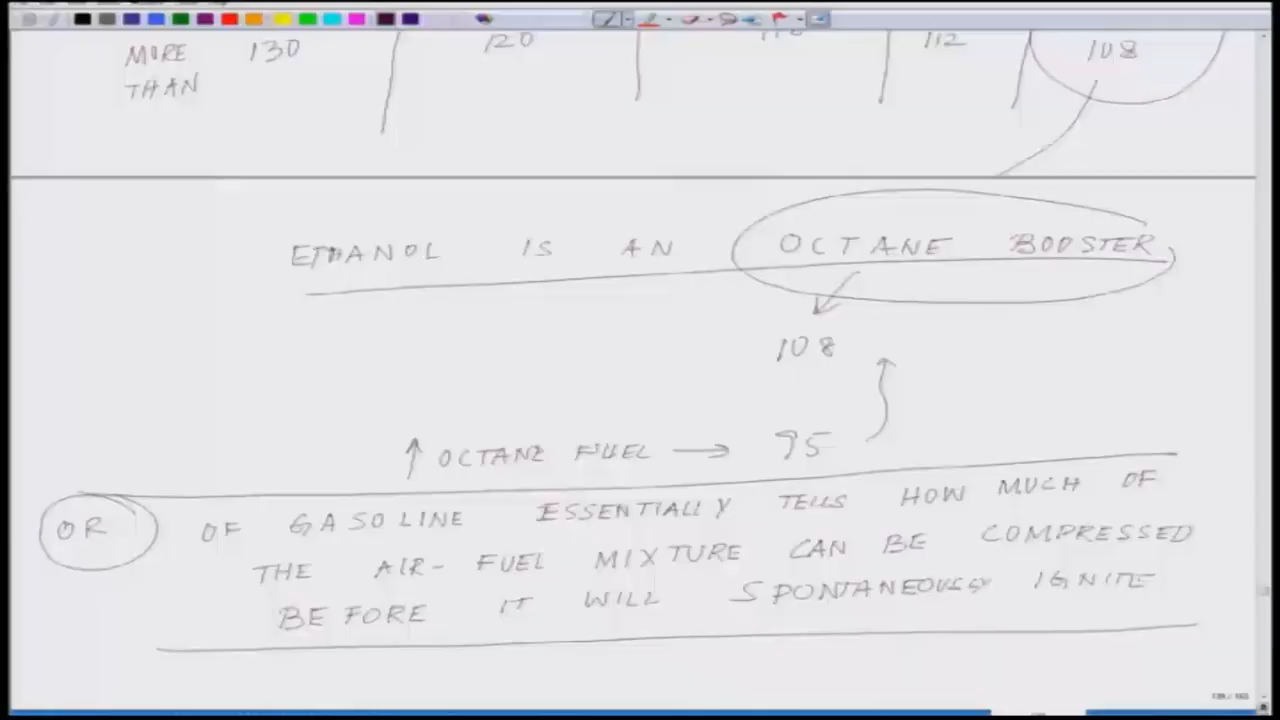 MORE 130 120 112 108
THAN
ETHANOL IS AN OCTANE BOOSTER
108
↑ OCTANE FUEL → 95
OR OF GASOLINE ESSENTIALLY TELLS HOW MUCH OF
THE AIR-FUEL MIXTURE CAN BE COMPRESSED
BEFORE IT WILL SPONTANEOUSLY IGNITE